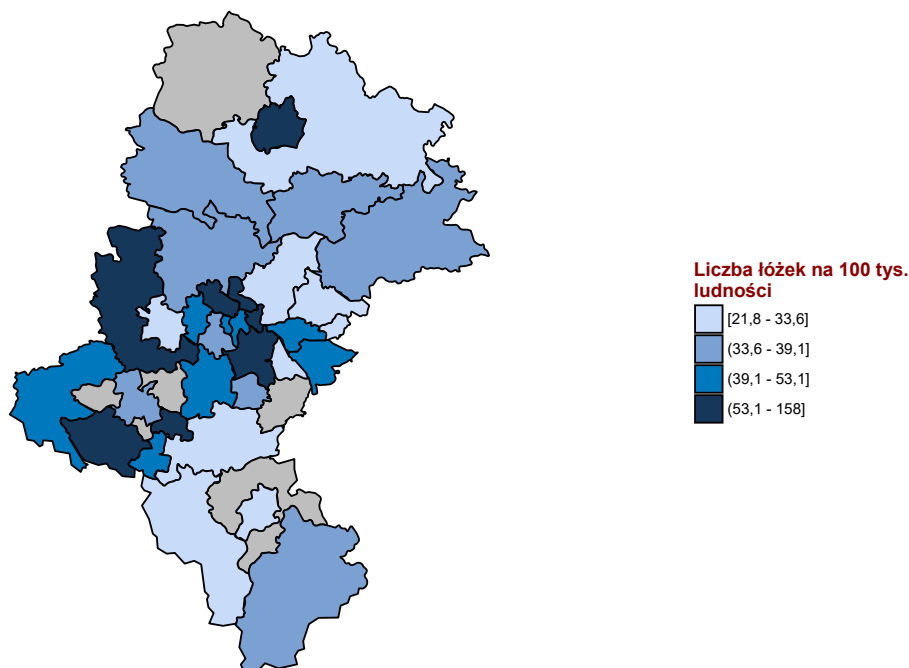 Liczba łóżek na 100 tys.
ludności
[21,8 - 33,6]
(33,6 - 39,1]
(39,1 - 53,1]
(53,1 - 158]